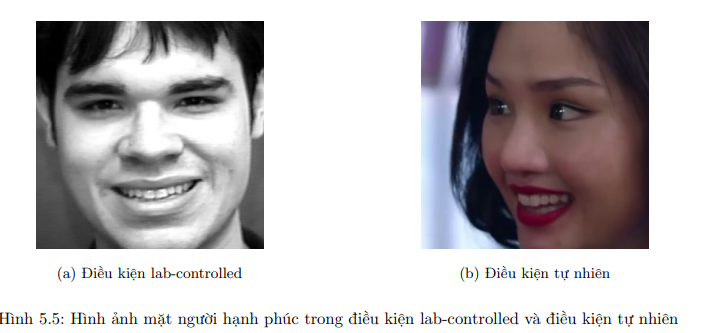 (a) Điều kiện lab-controlled
(b) Điều kiện tự nhiên
Hình 5.5: Hình ảnh mặt người hạnh phúc trong điều kiện lab-controlled và điều kiện tự nhiên